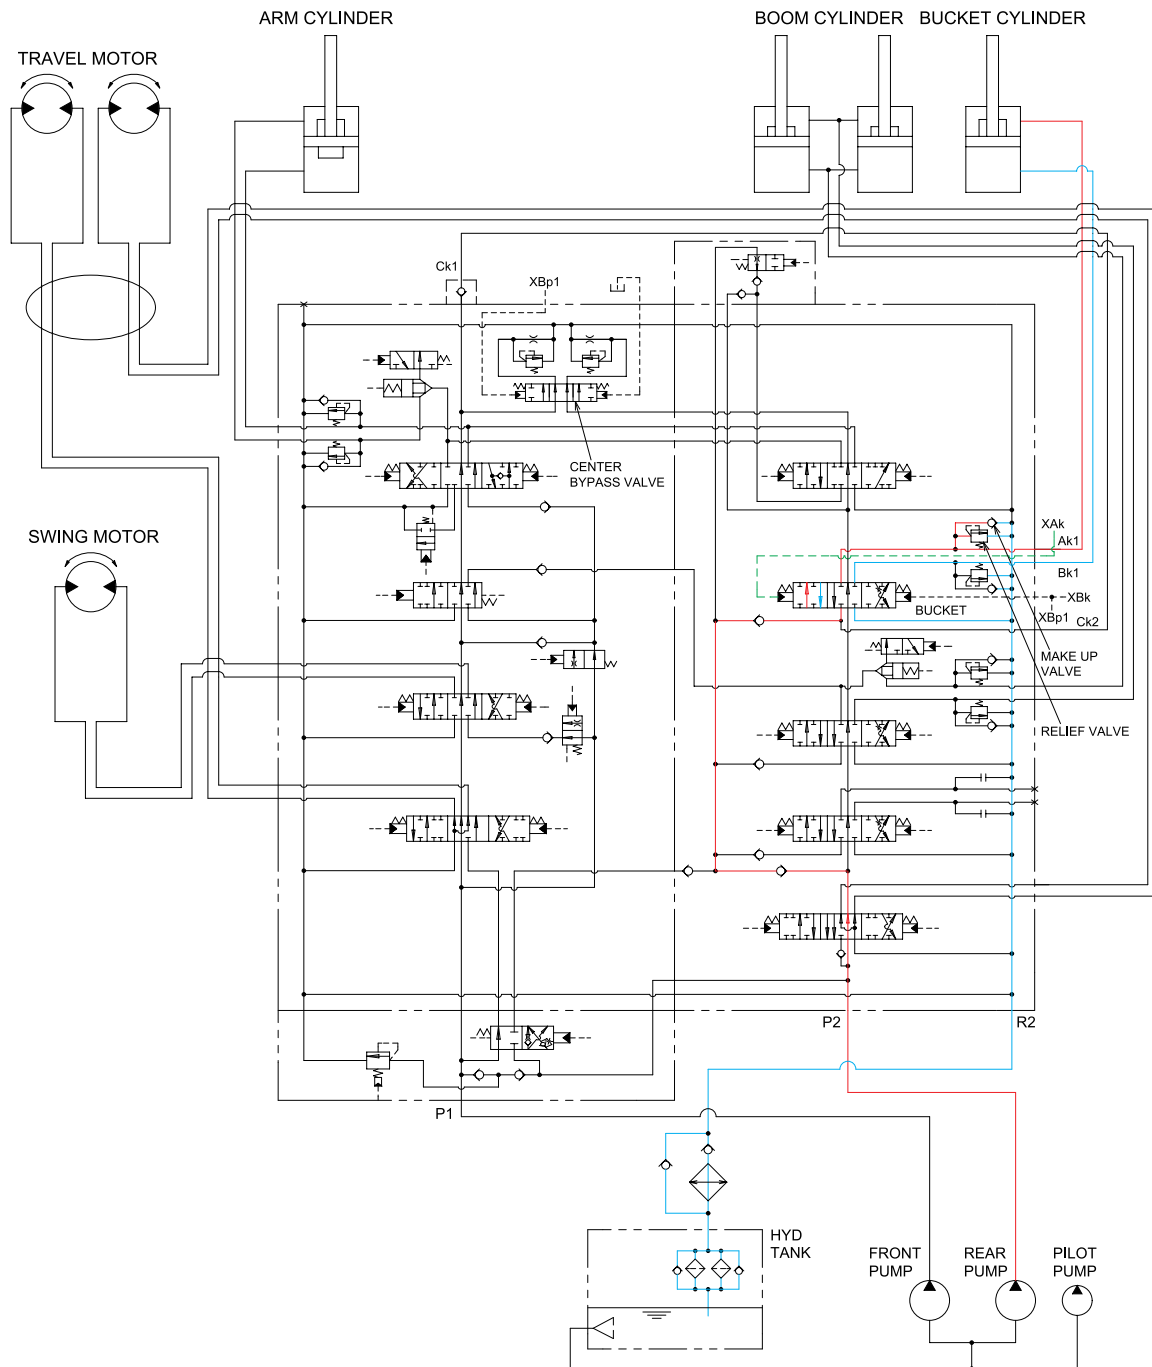 ARM CYLINDER
BOOM CYLINDER
BUCKET CYLINDER
TRAVEL MOTOR
Ck1
XBp1
CENTER
BYPASS VALVE
SWING MOTOR
XAk
Ak1
Bk1
XBk
XBp1
Ck2
BUCKET
MAKE UP
VALVE
RELIEF VALVE
P2
R2
P1
HYD
TANK
FRONT
PUMP
REAR
PUMP
PILOT
PUMP